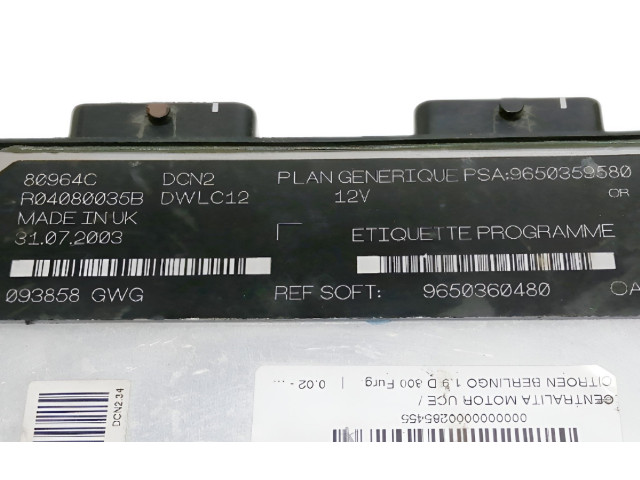 80964C DCN2 PLAN GENERIQUE PSA:9650359580
R04080035B DWLC12 12V OR
MADE IN UK
31.07.2003 ETIQUETTE PROGRAMME
093858 GWG REF SOFT: 9650360480 OA
DCN2.34
0000000000000285455
CENTRALITA MOTOR UCE /
CITROEN BERLINGO 1.9 D 800 Furg.
| 0.02 - ...